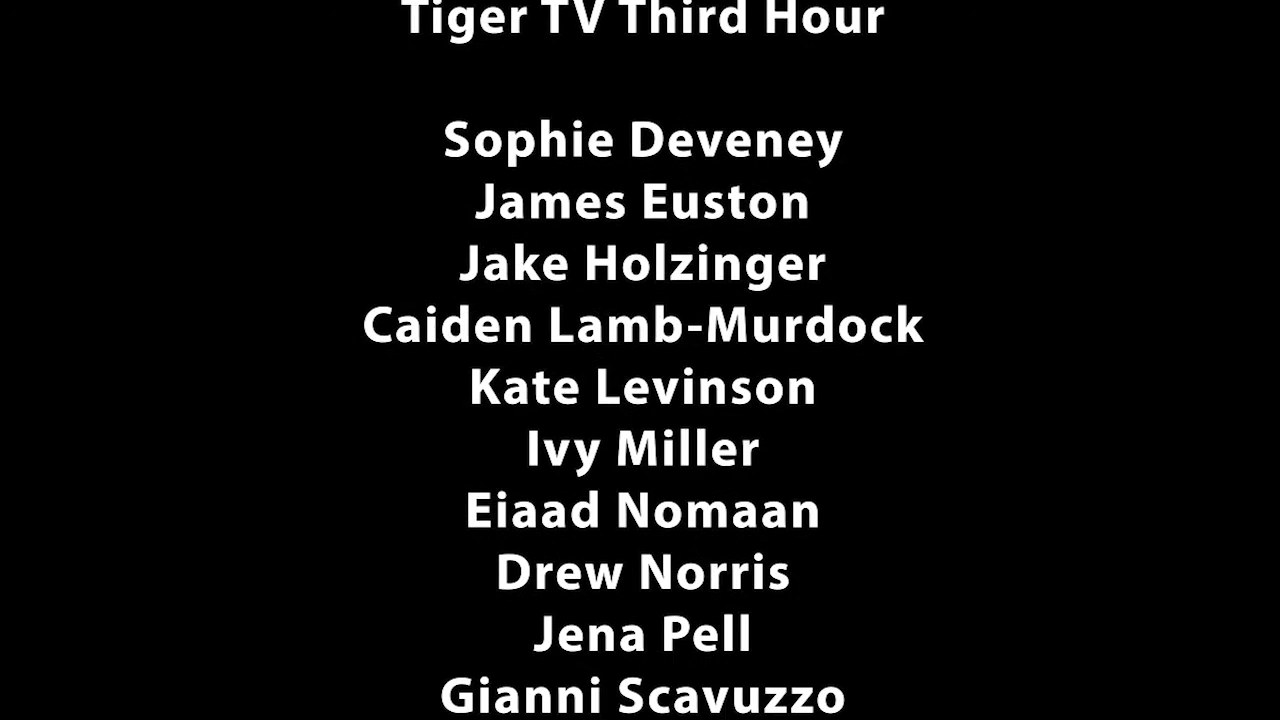 Tiger TV Third Hour
Sophie Deveney
James Euston
Jake Holzinger
Caiden Lamb-Murdock
Kate Levinson
Ivy Miller
Eiaad Nomaan
Drew Norris
Jena Pell
Gianni Scavuzzo